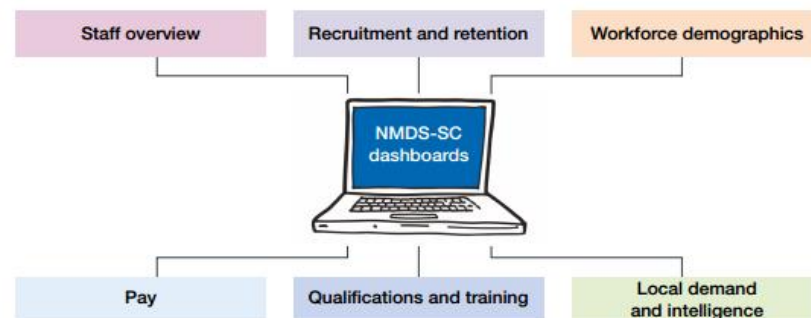 Staff overview
Recruitment and retention
Workforce demographics
NMDS-SC
dashboards
Pay
Qualifications and training
Local demand
and intelligence